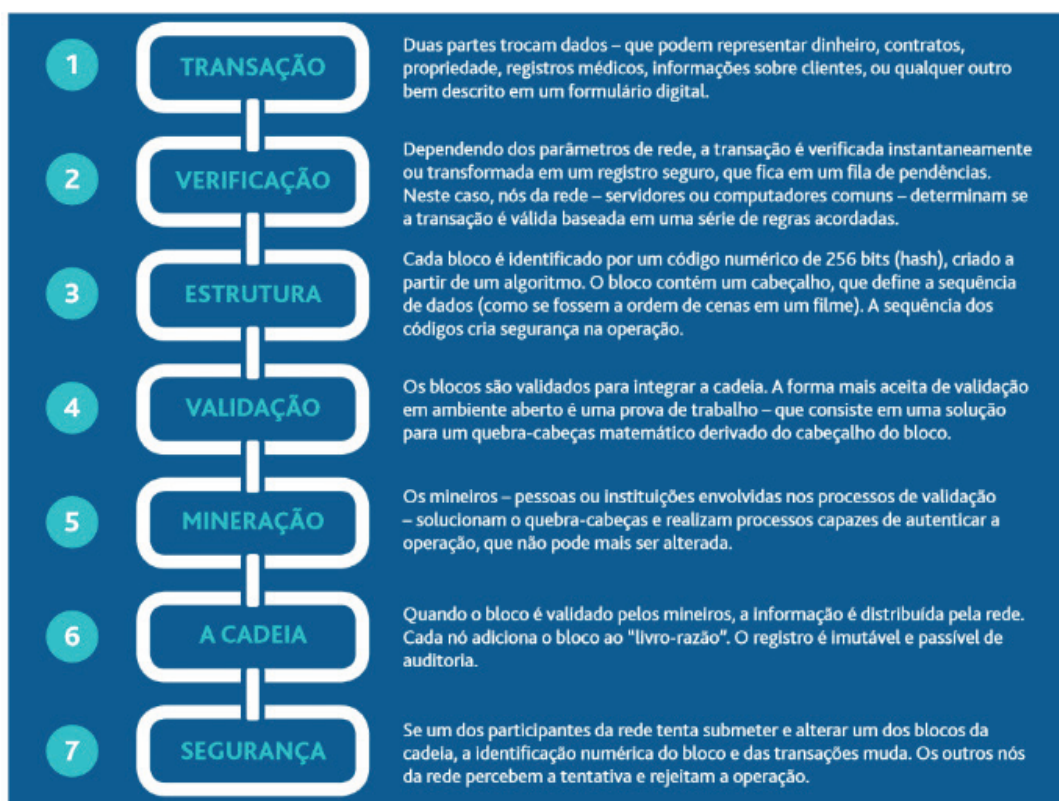 1
TRANSAÇÃO
Duas partes trocam dados – que podem representar dinheiro, contratos,
propriedade, registros médicos, informações sobre clientes, ou qualquer outro
bem descrito em um formulário digital.
2
VERIFICAÇÃO
Dependendo dos parâmetros de rede, a transação é verificada instantaneamente
ou transformada em um registro seguro, que fica em um fila de pendências.
Neste caso, nós da rede – servidores ou computadores comuns – determinam se
a transação é válida baseada em uma série de regras acordadas.
3
ESTRUTURA
Cada bloco é identificado por um código numérico de 256 bits (hash), criado a
partir de um algoritmo. O bloco contém um cabeçalho, que define a sequência
de dados (como se fossem a ordem de cenas em um filme). A sequência dos
códigos cria segurança na operação.
4
VALIDAÇÃO
Os blocos são validados para integrar a cadeia. A forma mais aceita de validação
em ambiente aberto é uma prova de trabalho – que consiste em uma solução
para um quebra-cabeças matemático derivado do cabeçalho do bloco.
5
MINERAÇÃO
Os mineiros – pessoas ou instituições envolvidas nos processos de validação
– solucionam o quebra-cabeças e realizam processos capazes de autenticar a
operação, que não pode mais ser alterada.
6
A CADEIA
Quando o bloco é validado pelos mineiros, a informação é distribuída pela rede.
Cada nó adiciona o bloco ao "livro-razão". O registro é imutável e passível de
auditoria.
7
SEGURANÇA
Se um dos participantes da rede tenta submeter e alterar um dos blocos da
cadeia, a identificação numérica do bloco e das transações muda. Os outros nós
da rede percebem a tentativa e rejeitam a operação.